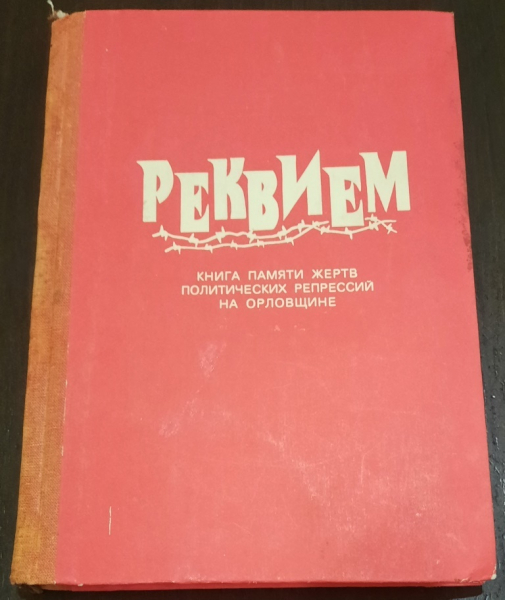 РЕКВИЕМ
КНИГА ПАМЯТИ ЖЕРТВ
ПОЛИТИЧЕСКИХ РЕПРЕССИЙ
НА ОРЛОВЩИНЕ